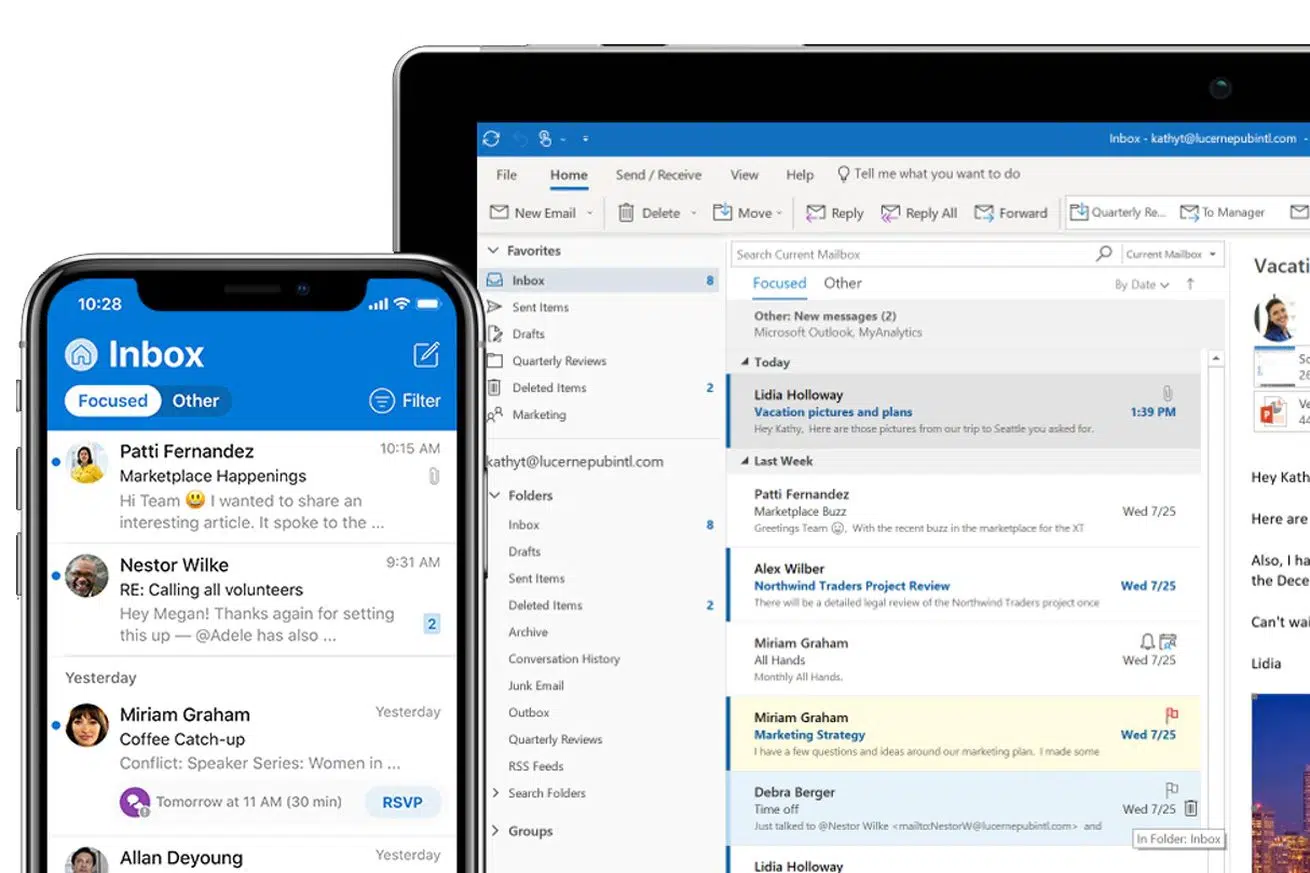 Inbox - kathyt@lucernepubintl.com -
File Home Send / Receive View Help Tell me what you want to do
New Email Delete Move Reply Reply All Forward Quarterly Re... To Manager
Favorites
Inbox 8
Sent Items
Drafts
Quarterly Reviews
Deleted Items 2
Marketing
kathyt@lucernepubintl.com
Folders
Inbox 8
Drafts
Sent Items
Deleted Items 2
Archive
Conversation History
Junk Email
Outbox
Quarterly Reviews
RSS Feeds
Search Folders
Groups
Search Current Mailbox Current Mailbox
Focused Other By Date
Other: New messages (2)
Microsoft Outlook, MyAnalytics
Today
Lidia Holloway
Vacation pictures and plans 1:39 PM
Hey Kathy, Here are those pictures from our trip to Seattle you asked for.
Last Week
Patti Fernandez
Marketplace Buzz Wed 7/25
Greetings Team 😃, With the recent buzz in the marketplace for the XT
Alex Wilber
Northwind Traders Project Review Wed 7/25
There will be a detailed legal review of the Northwind Traders project once
Miriam Graham
All Hands Wed 7/25
Monthly All Hands.
Miriam Graham
Marketing Strategy Wed 7/25
I have a few questions and ideas around our marketing plan. I made some
Debra Berger
Time off Wed 7/25
Just talked to @Nestor Wilke <mailto:NestorW@lucernepubintl.com> and
In Folder: Inbox
Lidia Holloway
Vacati
Sc
26
Ve
44
Hey Kath
Here are
Also, I ha
the Dece
Can't wai
Lidia
10:28
Inbox
Focused Other Filter
Patti Fernandez 10:15 AM
Marketplace Happenings
Hi Team 😃 I wanted to share an
interesting article. It spoke to the ...
Nestor Wilke 9:31 AM
RE: Calling all volunteers
Hey Megan! Thanks again for setting
this up — @Adele has also ... 2
Yesterday
Miriam Graham Yesterday
Coffee Catch-up
Conflict: Speaker Series: Women in ...
Tomorrow at 11 AM (30 min) RSVP
Allan Deyoung Yesterday